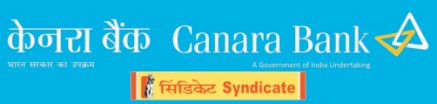 केनरा बैंक Canara Bank
भारत सरकार का उपक्रम A Government of India Undertaking
सिंडिकेट Syndicate